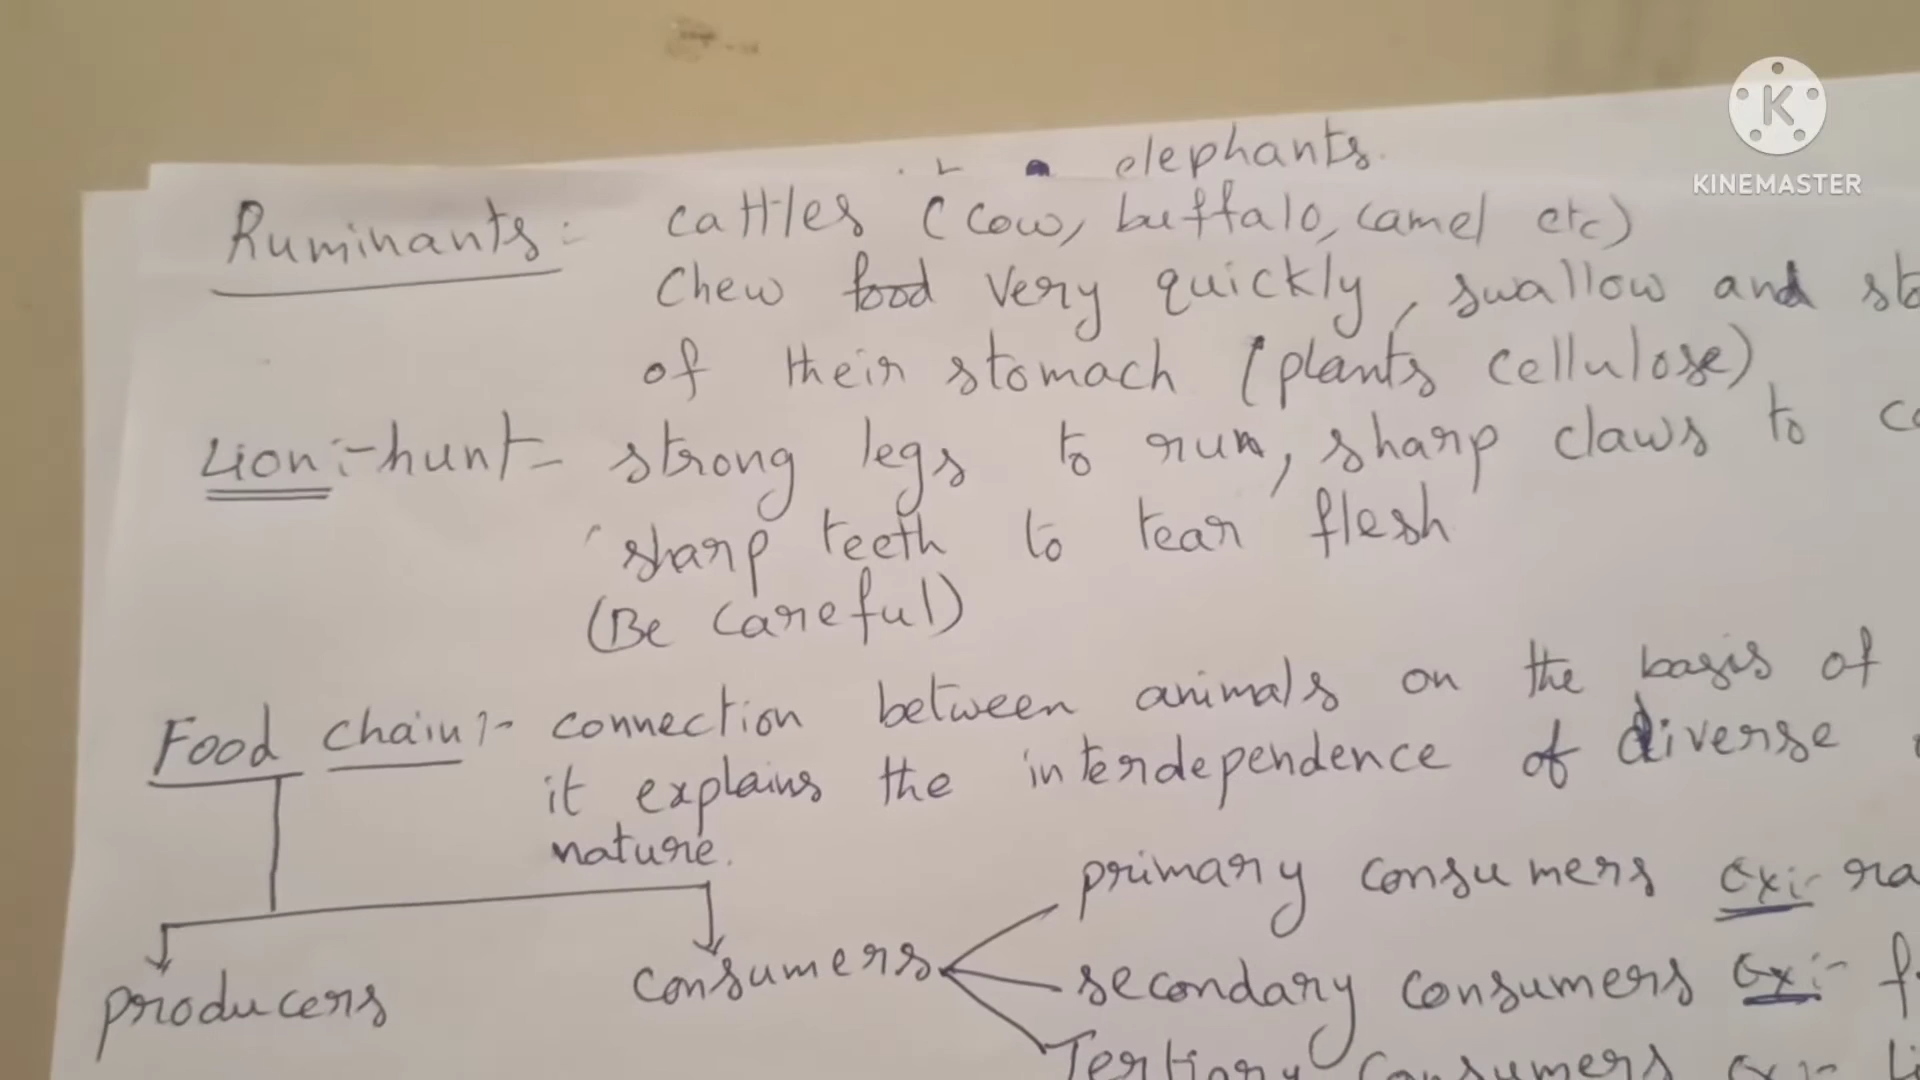 elephants.
Ruminants:- cattles (cow, buffalo, camel etc)
chew food very quickly, swallow and
of their stomach (plants cellulose)
Lion:-hunt- strong legs to run, sharp claws to
sharp teeth to tear flesh
(Be careful)
Food chain:- connection between animals on the basis of
it explains the interdependence of diverse
nature.
producers
consumers
primary consumers ex:-
secondary consumers ex:-
Tertiary consumers ex:-
K
KINEMASTER